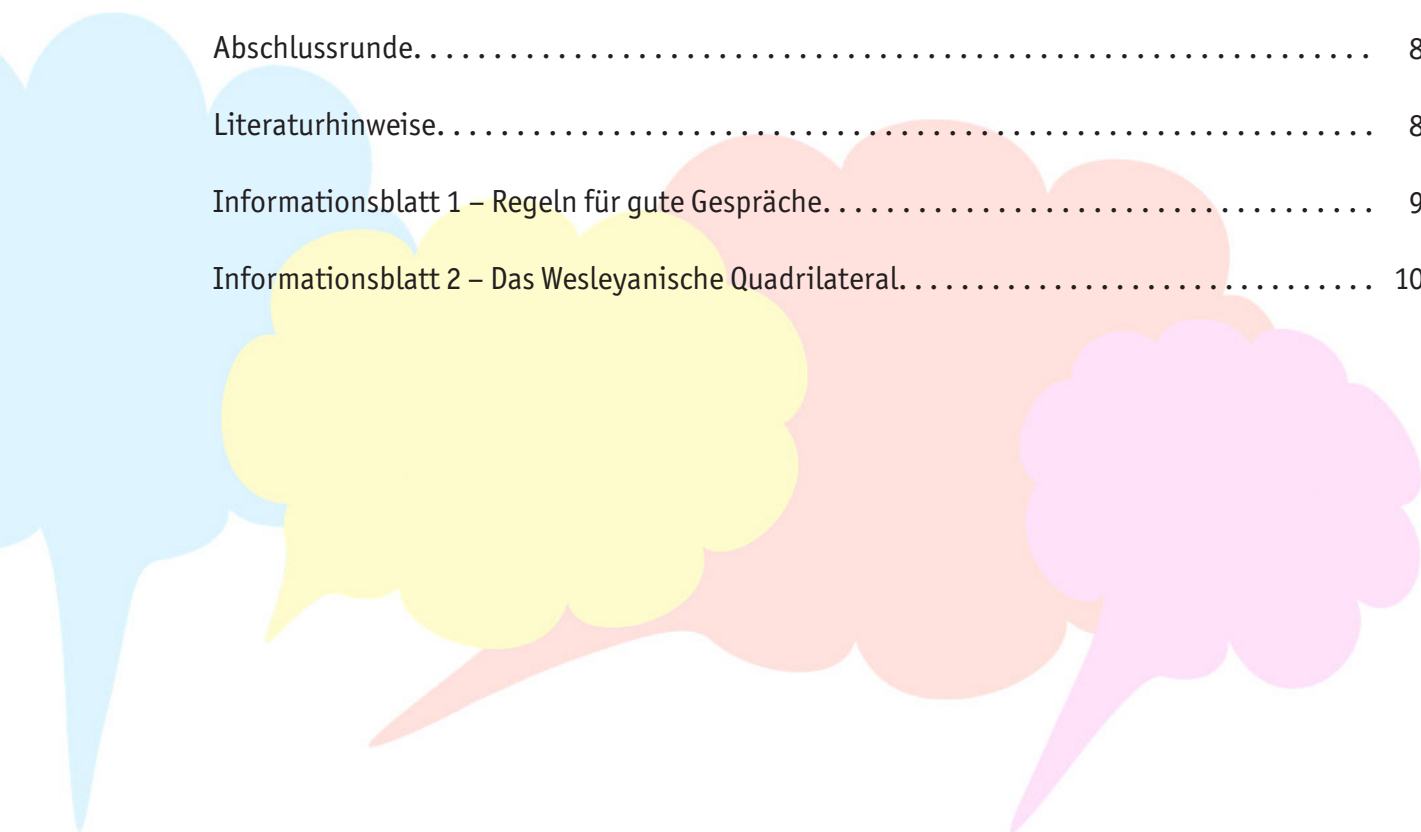 Abschlussrunde. . . . . . . . . . . . . . . . . . . . . . . . . . . . . . . . . . . . . . . . . . . . . . . . . . . . . . . . . . . . . . . . . . 8
Literaturhinweise. . . . . . . . . . . . . . . . . . . . . . . . . . . . . . . . . . . . . . . . . . . . . . . . . . . . . . . . . . . . . . . . 8
Informationsblatt 1 – Regeln für gute Gespräche. . . . . . . . . . . . . . . . . . . . . . . . . . . . . . . . . . . . . 9
Informationsblatt 2 – Das Wesleyanische Quadrilateral. . . . . . . . . . . . . . . . . . . . . . . . . . . . . . . 10